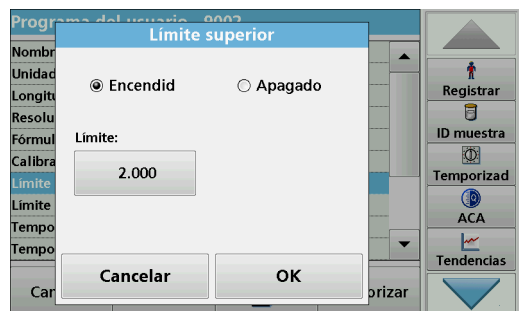 Programa del usuario - 9002
Límite superior
Nombr
Unidad
Longitu
Resolu
Fórmul
Calibra
Límite
Límite
Tempo
Tempo
Encendid
Apagado
Límite:
2.000
Cancelar
OK
Can
orizar
Registrar
ID muestra
Temporizad
ACA
Tendencias